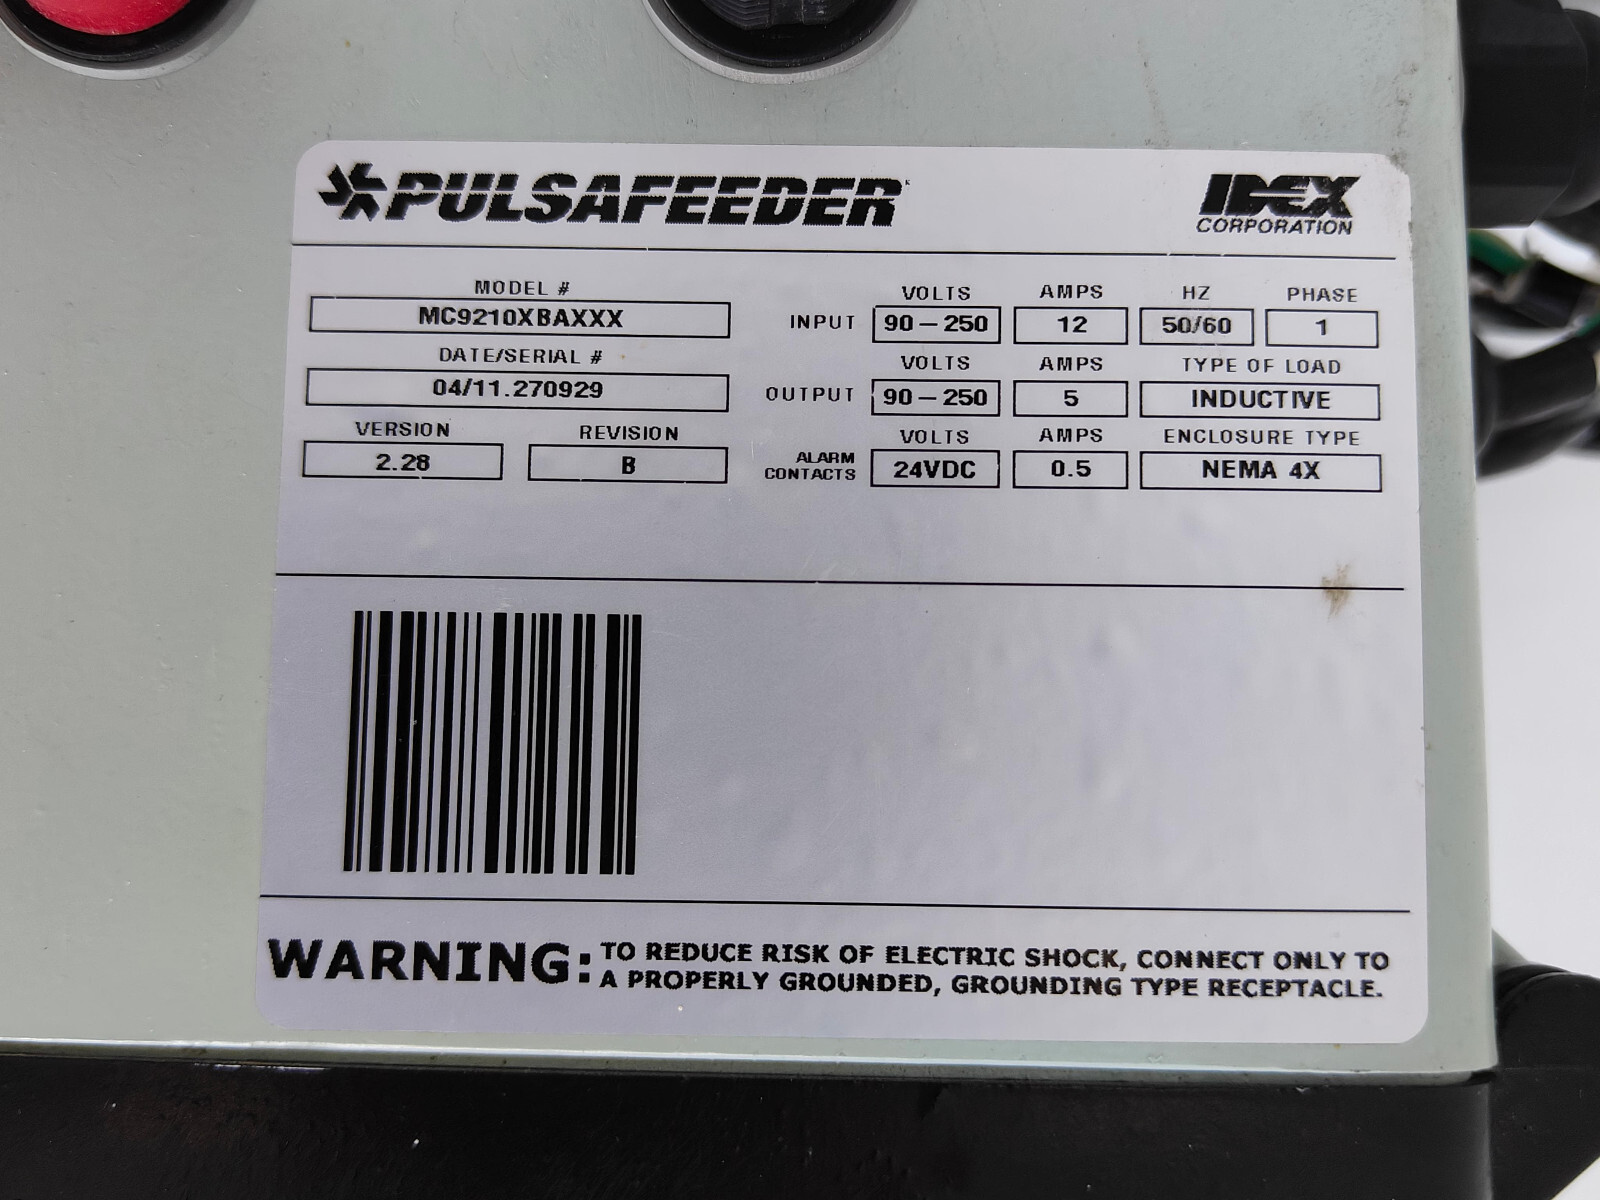 PULSAFEEDER
IDEX
CORPORATION
MODEL #
MC9210XBAXXX
DATE/SERIAL #
04/11.270929
VERSION REVISION
2.28 B
VOLTS AMPS HZ PHASE
INPUT 90 – 250 12 50/60 1
VOLTS AMPS TYPE OF LOAD
OUTPUT 90 – 250 5 INDUCTIVE
VOLTS AMPS ENCLOSURE TYPE
ALARM
CONTACTS 24VDC 0.5 NEMA 4X
WARNING: TO REDUCE RISK OF ELECTRIC SHOCK, CONNECT ONLY TO
A PROPERLY GROUNDED, GROUNDING TYPE RECEPTACLE.